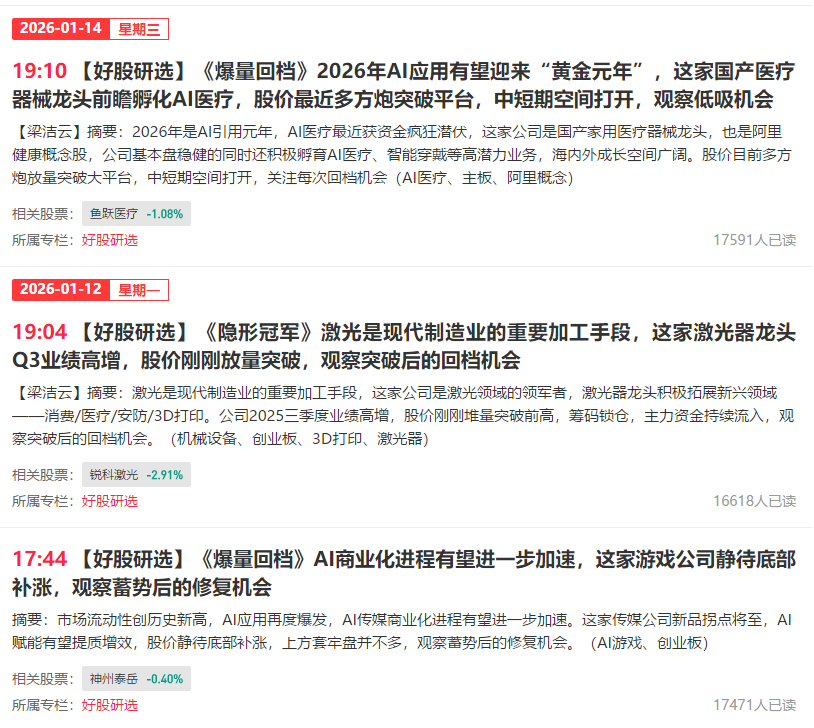 2026-01-14 星期三
19:10 【好股研选】《爆量回档》2026年AI应用有望迎来“黄金元年”，这家国产医疗
器械龙头前瞻孵化AI医疗，股价最近多方炮突破平台，中短期空间打开，观察低吸机会
【梁洁云】摘要：2026年是AI引用元年，AI医疗最近获资金疯狂潜伏，这家公司是国产家用医疗器械龙头，也是阿里
健康概念股，公司基本盘稳健的同时还积极孵育AI医疗、智能穿戴等高潜力业务，海内外成长空间广阔。股价目前多方
炮放量突破大平台，中短期空间打开，关注每次回档机会（AI医疗、主板、阿里概念）
相关股票： 鱼跃医疗 -1.08%
所属专栏：好股研选 17591人已读
2026-01-12 星期一
19:04 【好股研选】《隐形冠军》激光是现代制造业的重要加工手段，这家激光器龙头
Q3业绩高增，股价刚刚放量突破，观察突破后的回档机会
【梁洁云】摘要：激光是现代制造业的重要加工手段，这家公司是激光领域的领军者，激光器龙头积极拓展新兴领域
——消费/医疗/安防/3D打印。公司2025三季度业绩高增，股价刚刚堆量突破前高，筹码锁仓，主力资金持续流入，观
察突破后的回档机会。（机械设备、创业板、3D打印、激光器）
相关股票： 锐科激光 -2.91%
所属专栏：好股研选 16618人已读
17:44 【好股研选】《爆量回档》AI商业化进程有望进一步加速，这家游戏公司静待底部
补涨，观察蓄势后的修复机会
摘要：市场流动性创历史新高，AI应用再度爆发，AI传媒商业化进程有望进一步加速。这家传媒公司新品拐点将至，AI
赋能有望提质增效，股价静待底部补涨，上方套牢盘并不多，观察蓄势后的修复机会。（AI游戏、创业板）
相关股票： 神州泰岳 -0.40%
所属专栏：好股研选 17471人已读